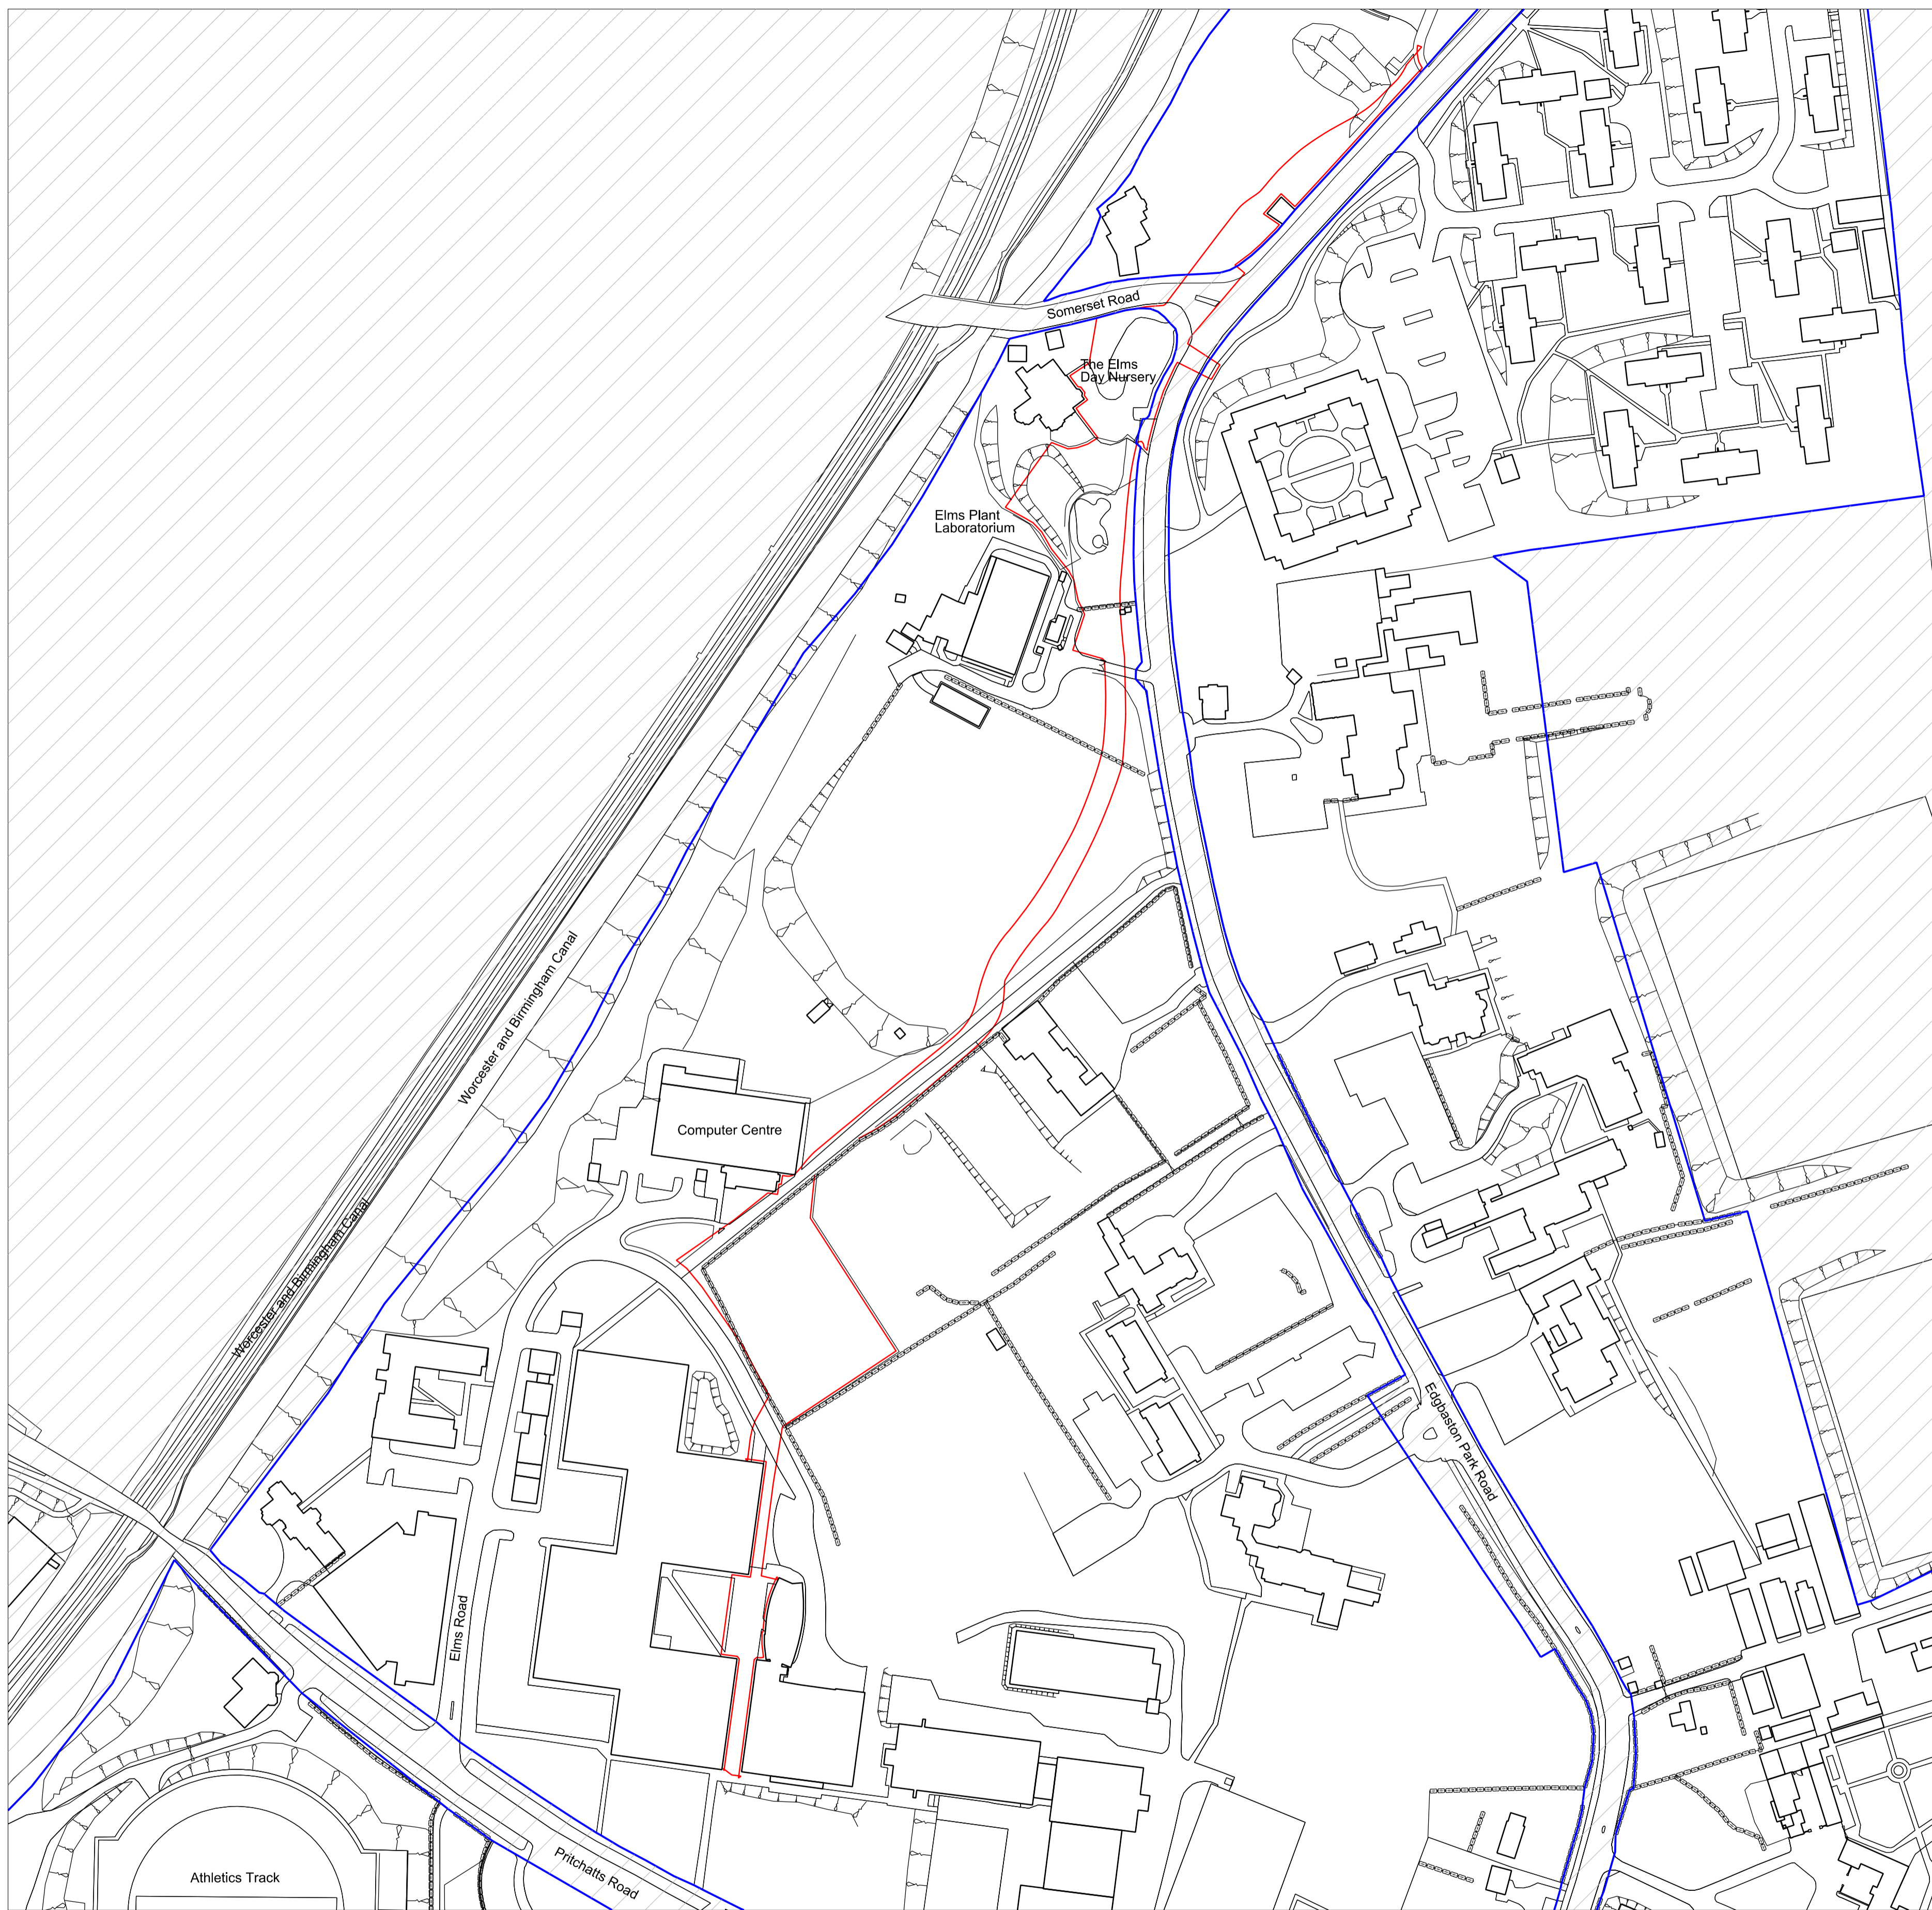 Somerset Road
The Elms
Day Nursery
Elms Plant
Laboratorium
Worcester and Birmingham Canal
Computer Centre
Worcester and Birmingham Canal
Edgbaston Park Road
Elms Road
Pritchatts Road
Athletics Track